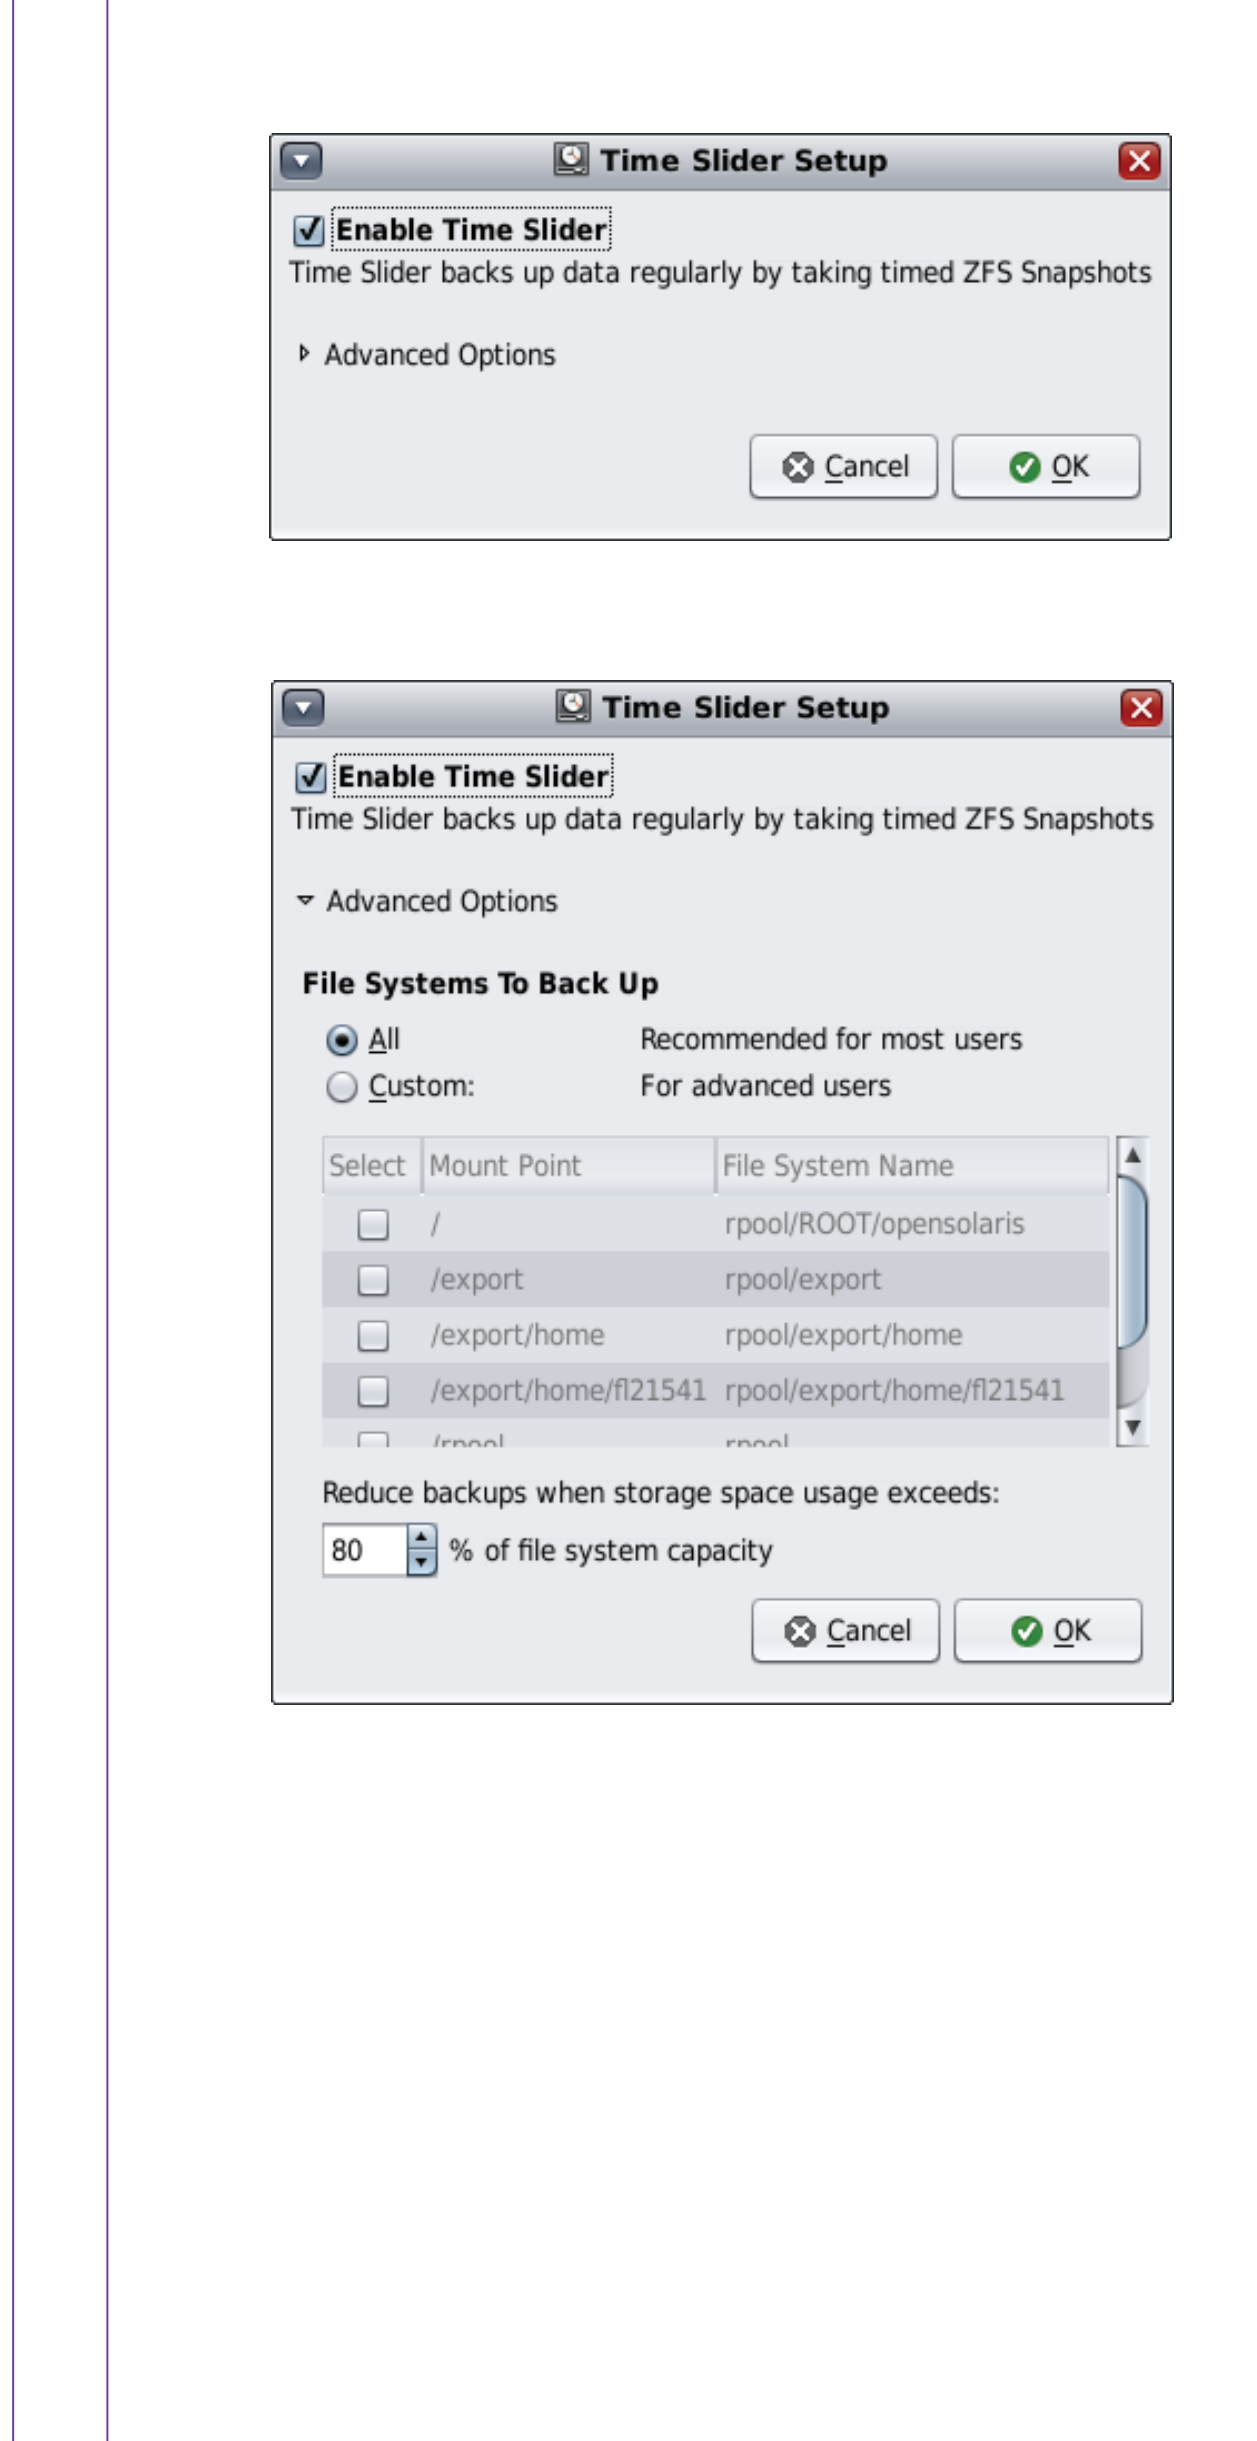 Time Slider Setup
Enable Time Slider
Time Slider backs up data regularly by taking timed ZFS Snapshots
Advanced Options
Cancel OK
Time Slider Setup
Enable Time Slider
Time Slider backs up data regularly by taking timed ZFS Snapshots
Advanced Options
File Systems To Back Up
All Recommended for most users
Custom: For advanced users
Select Mount Point File System Name
/ rpool/ROOT/opensolaris
/export rpool/export
/export/home rpool/export/home
/export/home/fl21541 rpool/export/home/fl21541
/rpool rpool
Reduce backups when storage space usage exceeds:
80 % of file system capacity
Cancel OK